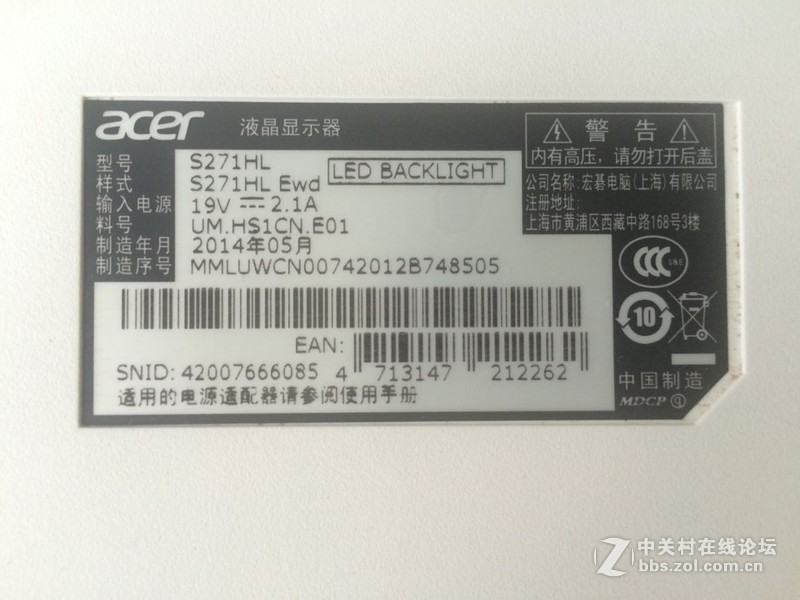 acer 液晶显示器
型号 S271HL
样式 S271HL Ewd
LED BACKLIGHT
输入电源 19V 2.1A
料号 UM.HS1CN.E01
制造年月 2014年05月
制造序号 MMLUWCN00742012B748505
EAN:
4 713147 212262
SNID: 42007666085
适用的电源适配器请参阅使用手册
警告
内有高压，请勿打开后盖
公司名称:宏碁电脑(上海)有限公司
注册地址:
上海市黄浦区西藏中路168号3楼
CCC S&E
10
中国制造
MDCP
中关村在线论坛
bbs.zol.com.cn